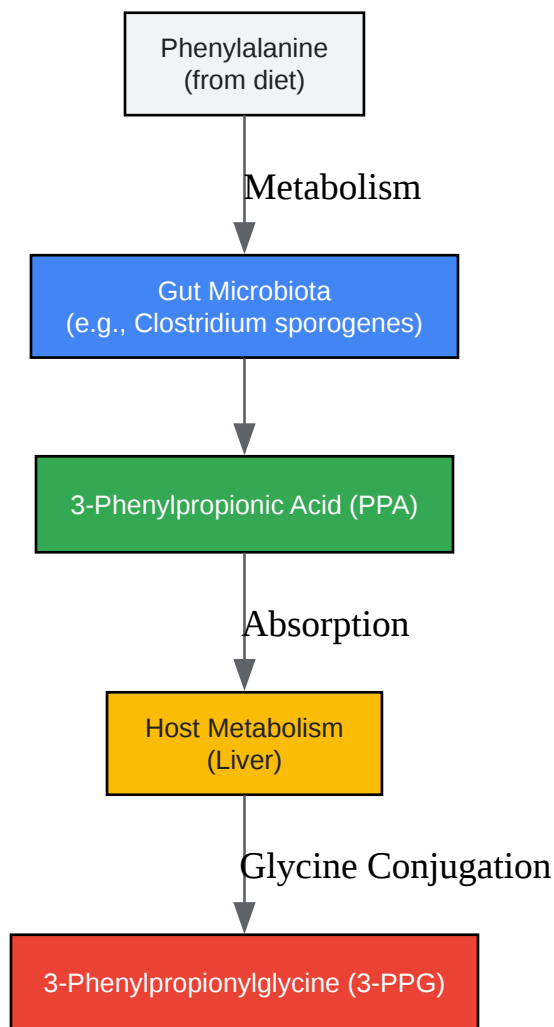 Phenylalanine
(from diet)
Metabolism
Gut Microbiota
(e.g., Clostridium sporogenes)
3-Phenylpropionic Acid (PPA)
Absorption
Host Metabolism
(Liver)
Glycine Conjugation
3-Phenylpropionylglycine (3-PPG)